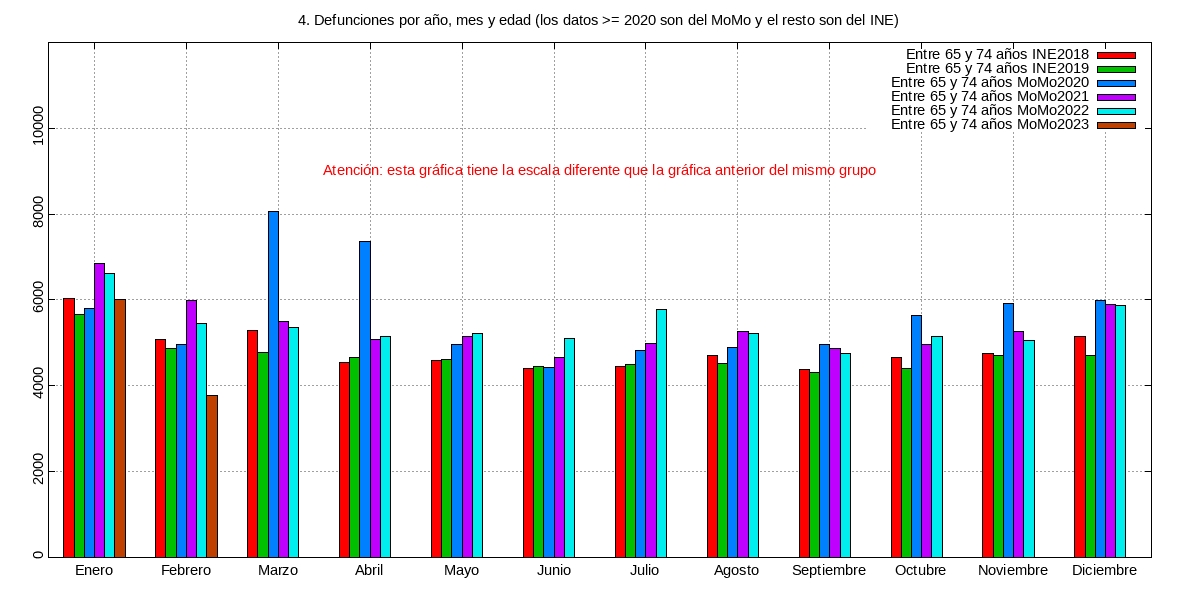 4. Defunciones por año, mes y edad (los datos >= 2020 son del MoMo y el resto son del INE)
Entre 65 y 74 años INE2018
Entre 65 y 74 años INE2019
Entre 65 y 74 años MoMo2020
Entre 65 y 74 años MoMo2021
Entre 65 y 74 años MoMo2022
Entre 65 y 74 años MoMo2023
Atención: esta gráfica tiene la escala diferente que la gráfica anterior del mismo grupo
10000
8000
6000
4000
2000
0
Enero Febrero Marzo Abril Mayo Junio Julio Agosto Septiembre Octubre Noviembre Diciembre